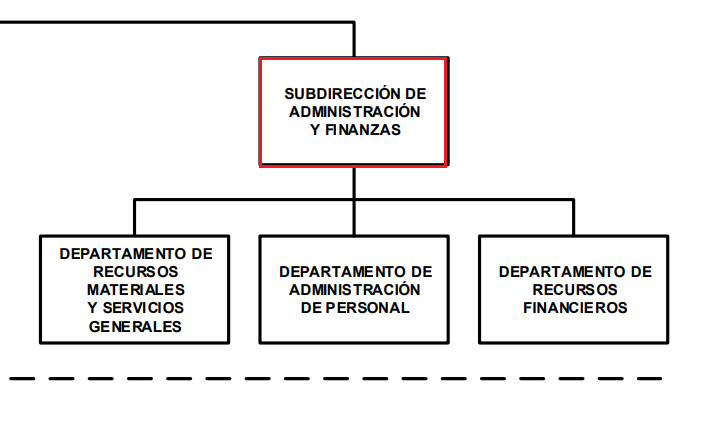 SUBDIRECCIÓN DE
ADMINISTRACIÓN
Y FINANZAS
DEPARTAMENTO DE
RECURSOS
MATERIALES
Y SERVICIOS
GENERALES
DEPARTAMENTO DE
ADMINISTRACIÓN
DE PERSONAL
DEPARTAMENTO DE
RECURSOS
FINANCIEROS